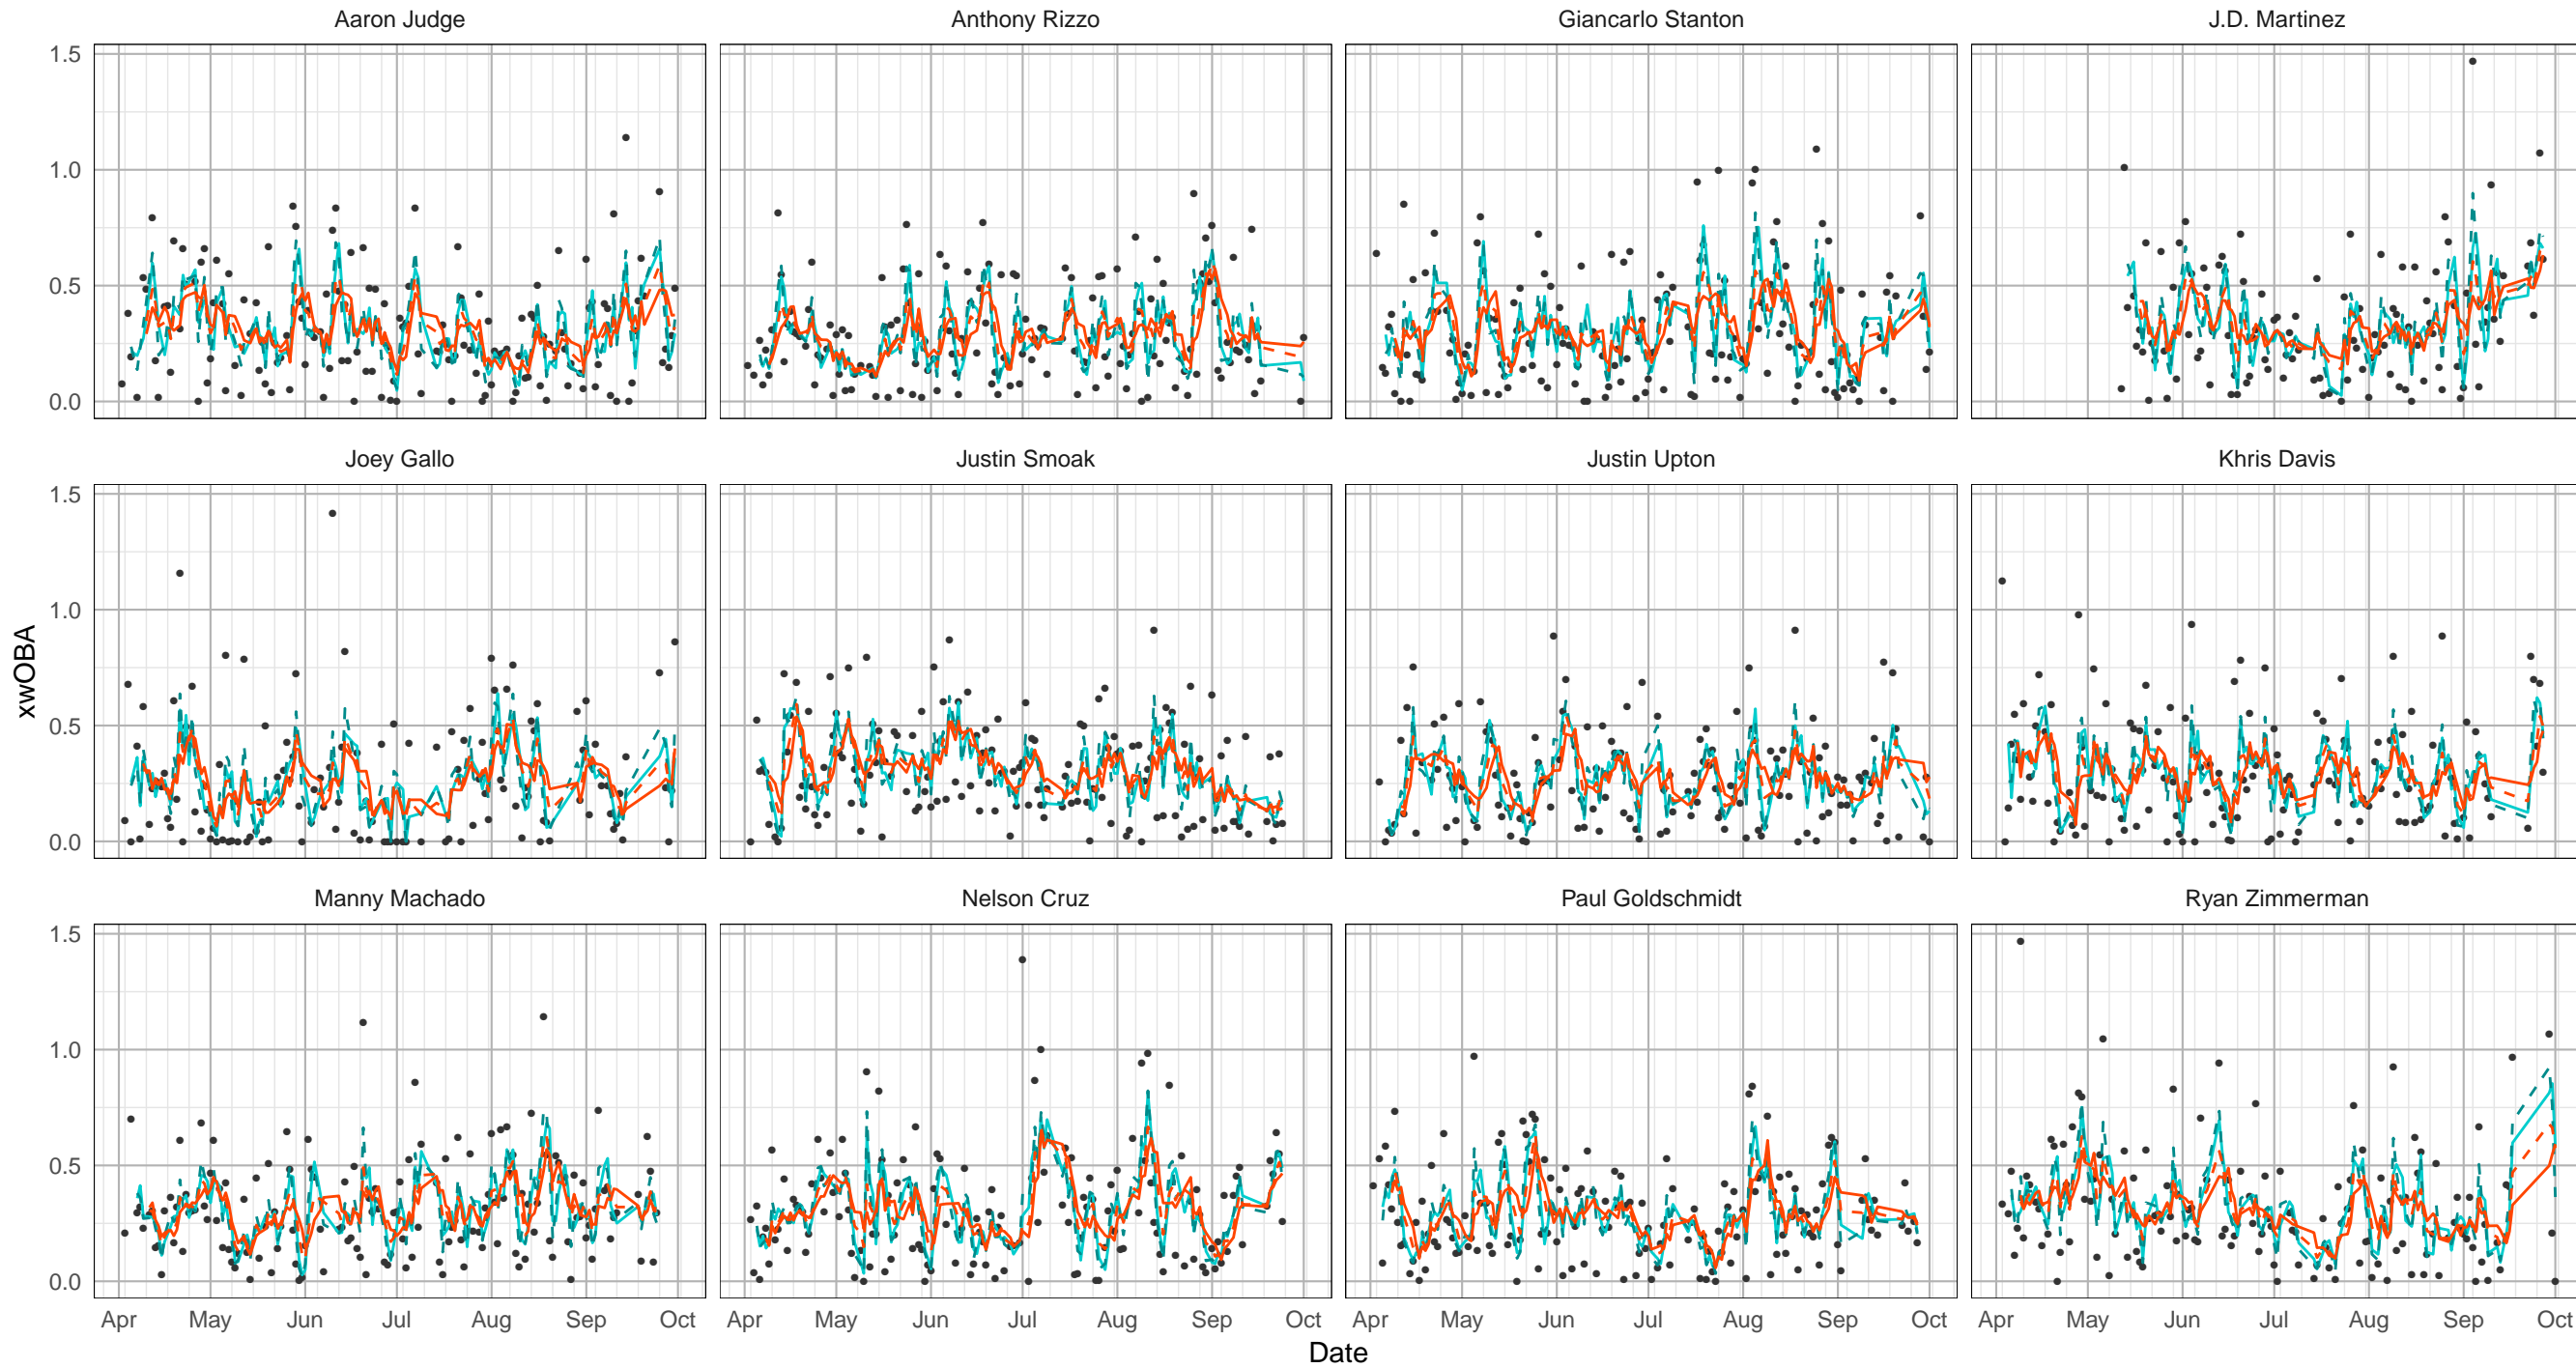 Aaron Judge Anthony Rizzo Giancarlo Stanton J.D. Martinez
1.5
1.0
0.5
0.0
Joey Gallo Justin Smoak Justin Upton Khris Davis
1.5
1.0
0.5
0.0
xwOBA
Manny Machado Nelson Cruz Paul Goldschmidt Ryan Zimmerman
1.5
1.0
0.5
0.0
Apr May Jun Jul Aug Sep Oct Apr May Jun Jul Aug Sep Oct Apr May Jun Jul Aug Sep Oct Apr May Jun Jul Aug Sep Oct
Date